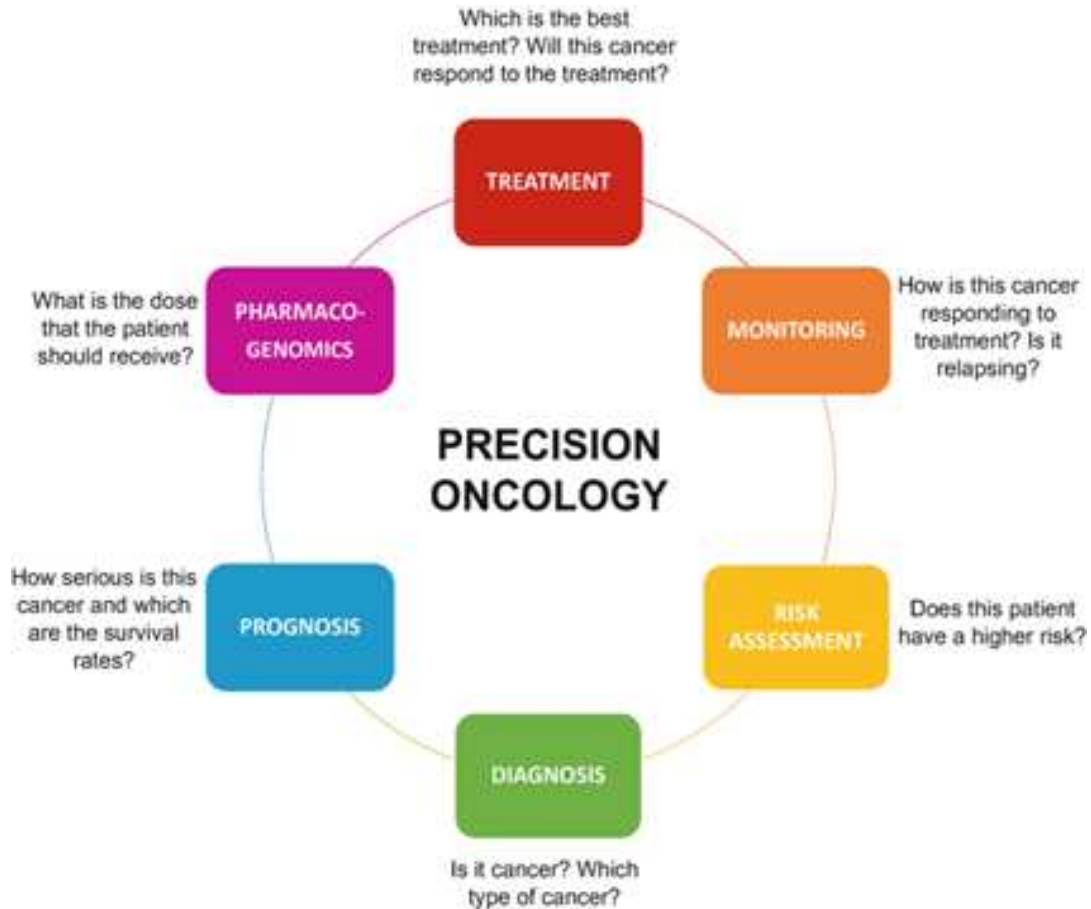 Which is the best
treatment? Will this cancer
respond to the treatment?
TREATMENT
What is the dose
that the patient
should receive?
PHARMACO-
GENOMICS
MONITORING
How is this cancer
responding to
treatment? Is it
relapsing?
PRECISION
ONCOLOGY
How serious is this
cancer and which
are the survival
rates?
PROGNOSIS
RISK
ASSESSMENT
Does this patient
have a higher risk?
DIAGNOSIS
Is it cancer? Which
type of cancer?